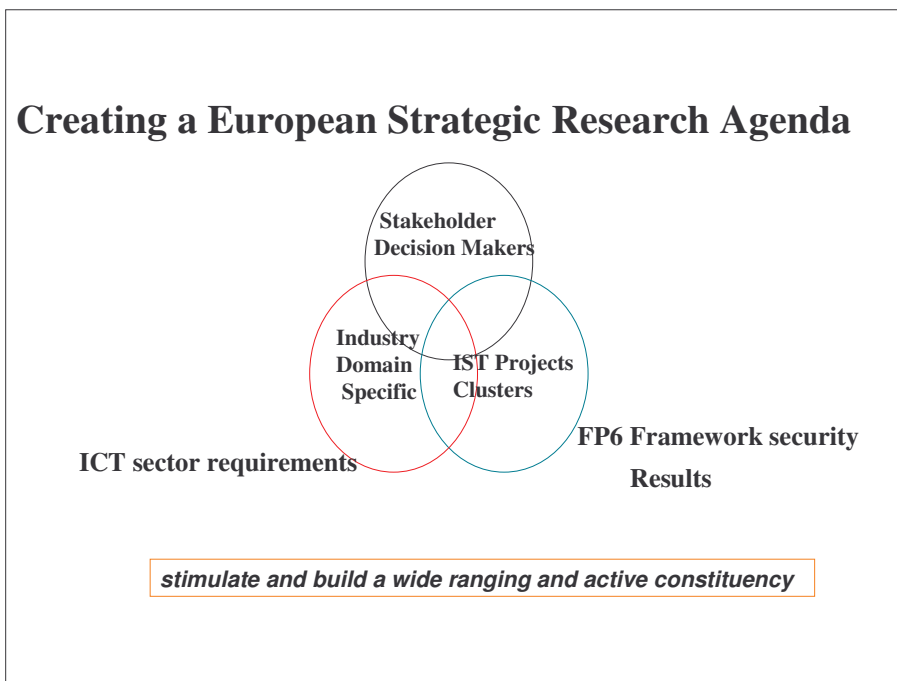 Creating a European Strategic Research Agenda
Stakeholder
Decision Makers
Industry
Domain
Specific
IST Projects
Clusters
ICT sector requirements
FP6 Framework security
Results
stimulate and build a wide ranging and active constituency